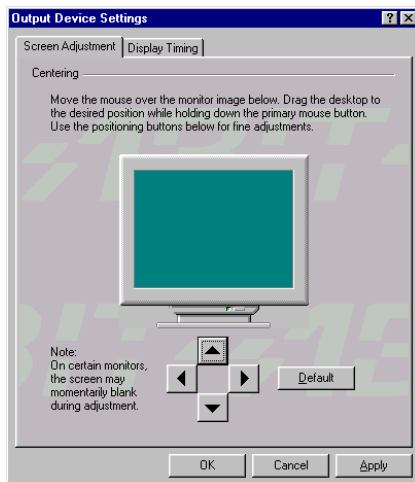 Output Device Settings
Screen Adjustment
Display Timing
Centering
Move the mouse over the monitor image below. Drag the desktop to
the desired position while holding down the primary mouse button.
Use the positioning buttons below for fine adjustments.
Note:
On certain monitors,
the screen may
momentarily blank
during adjustment.
Default
OK
Cancel
Apply